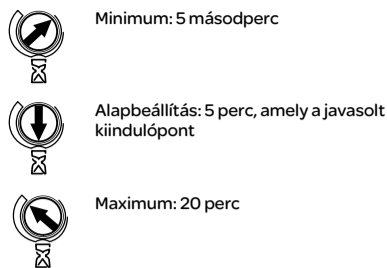 Minimum: 5 másodperc
Alapbeállítás: 5 perc, amely a javasolt
kiindulópont
Maximum: 20 perc